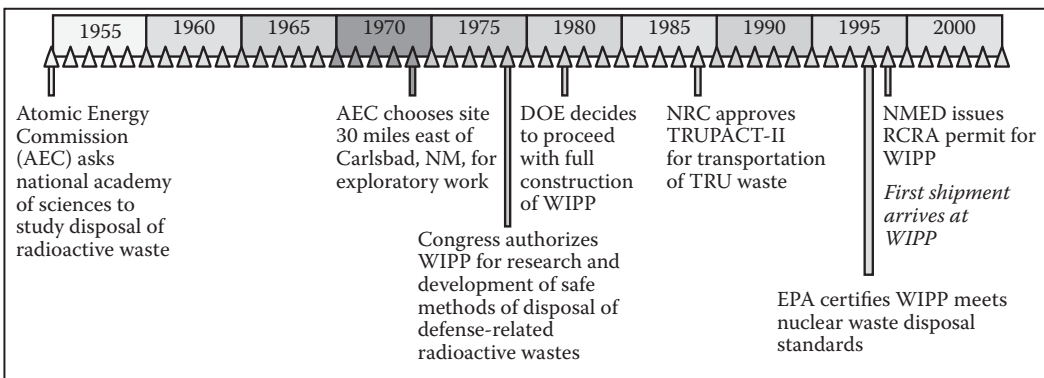 1955 1960 1965 1970 1975 1980 1985 1990 1995 2000
Atomic Energy
Commission
(AEC) asks
national academy
of sciences to
study disposal of
radioactive waste
AEC chooses site
30 miles east of
Carlsbad, NM, for
exploratory work
Congress authorizes
WIPP for research and
development of safe
methods of disposal of
defense-related
radioactive wastes
DOE decides
to proceed
with full
construction
of WIPP
NRC approves
TRUPACT-II
for transportation
of TRU waste
EPA certifies WIPP meets
nuclear waste disposal
standards
NMED issues
RCRA permit for
WIPP
First shipment
arrives at
WIPP